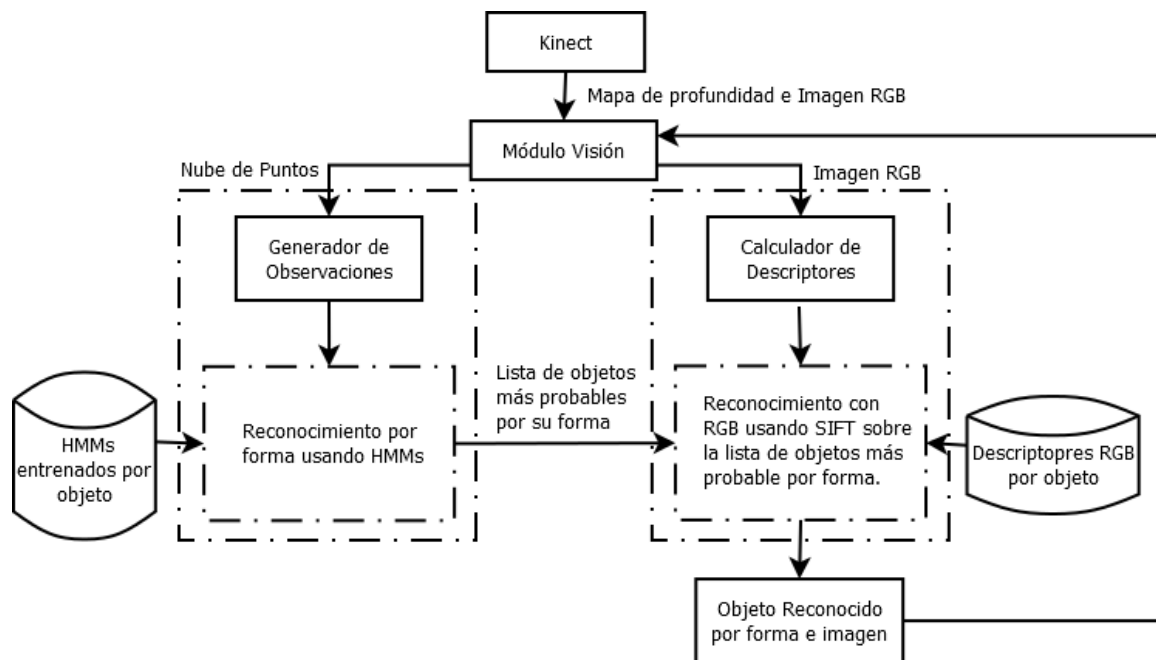 Kinect
Mapa de profundidad e Imagen RGB
Módulo Visión
Nube de Puntos
Imagen RGB
Generador de
Observaciones
Calculador de
Descriptores
Lista de objetos
más probables
por su forma
HMMs
entrenados por
objeto
Reconocimiento por
forma usando HMMs
Reconocimiento con
RGB usando SIFT sobre
la lista de objetos más
probable por forma.
Descriptopres RGB
por objeto
Objeto Reconocido
por forma e imagen